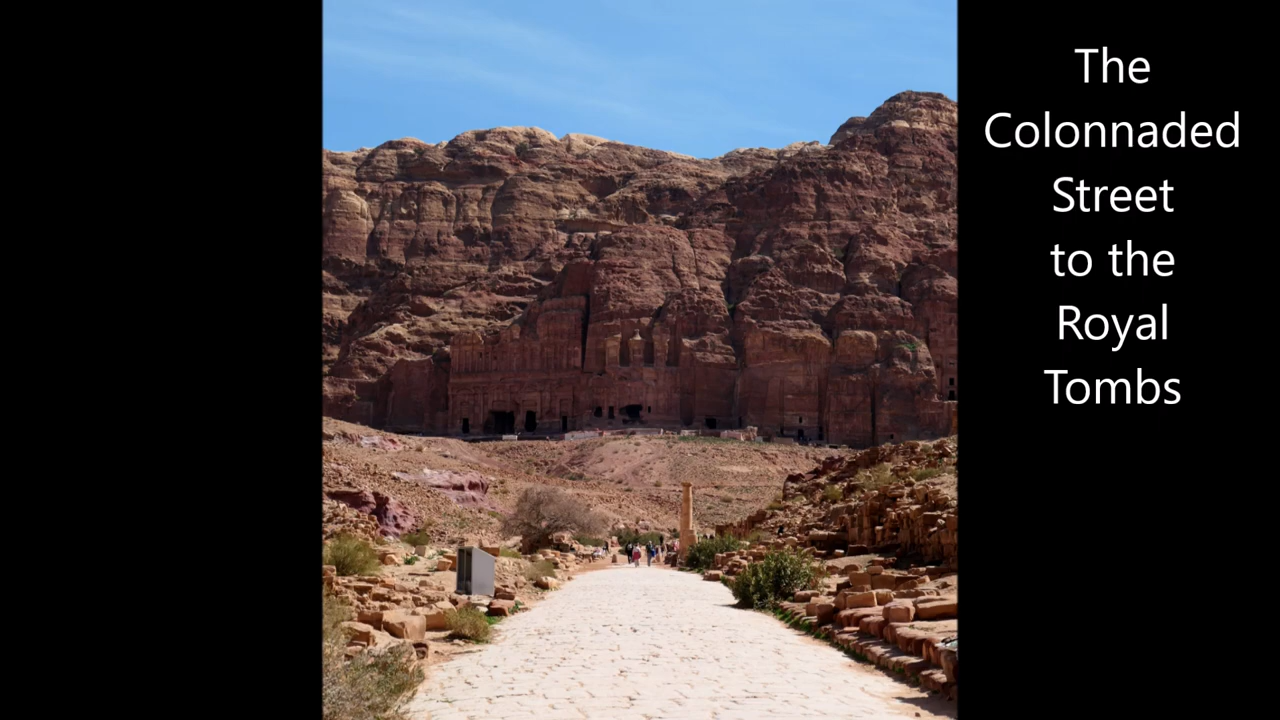 The
Colonnaded
Street
to the
Royal
Tombs